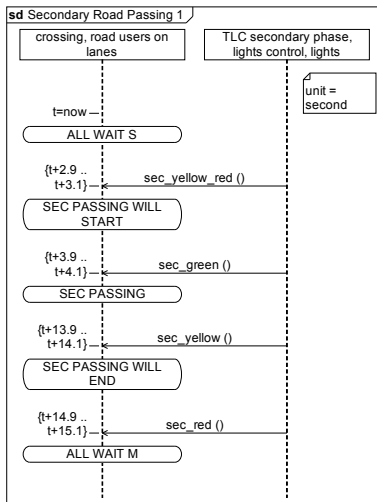 sd Secondary Road Passing 1
crossing, road users on
lanes
TLC secondary phase,
lights control, lights
unit =
second
t=now
ALL WAIT S
{t+2.9 ..
t+3.1}
sec_yellow_red ()
SEC PASSING WILL
START
{t+3.9 ..
t+4.1}
sec_green ()
SEC PASSING
{t+13.9 ..
t+14.1}
sec_yellow ()
SEC PASSING WILL
END
{t+14.9 ..
t+15.1}
sec_red ()
ALL WAIT M